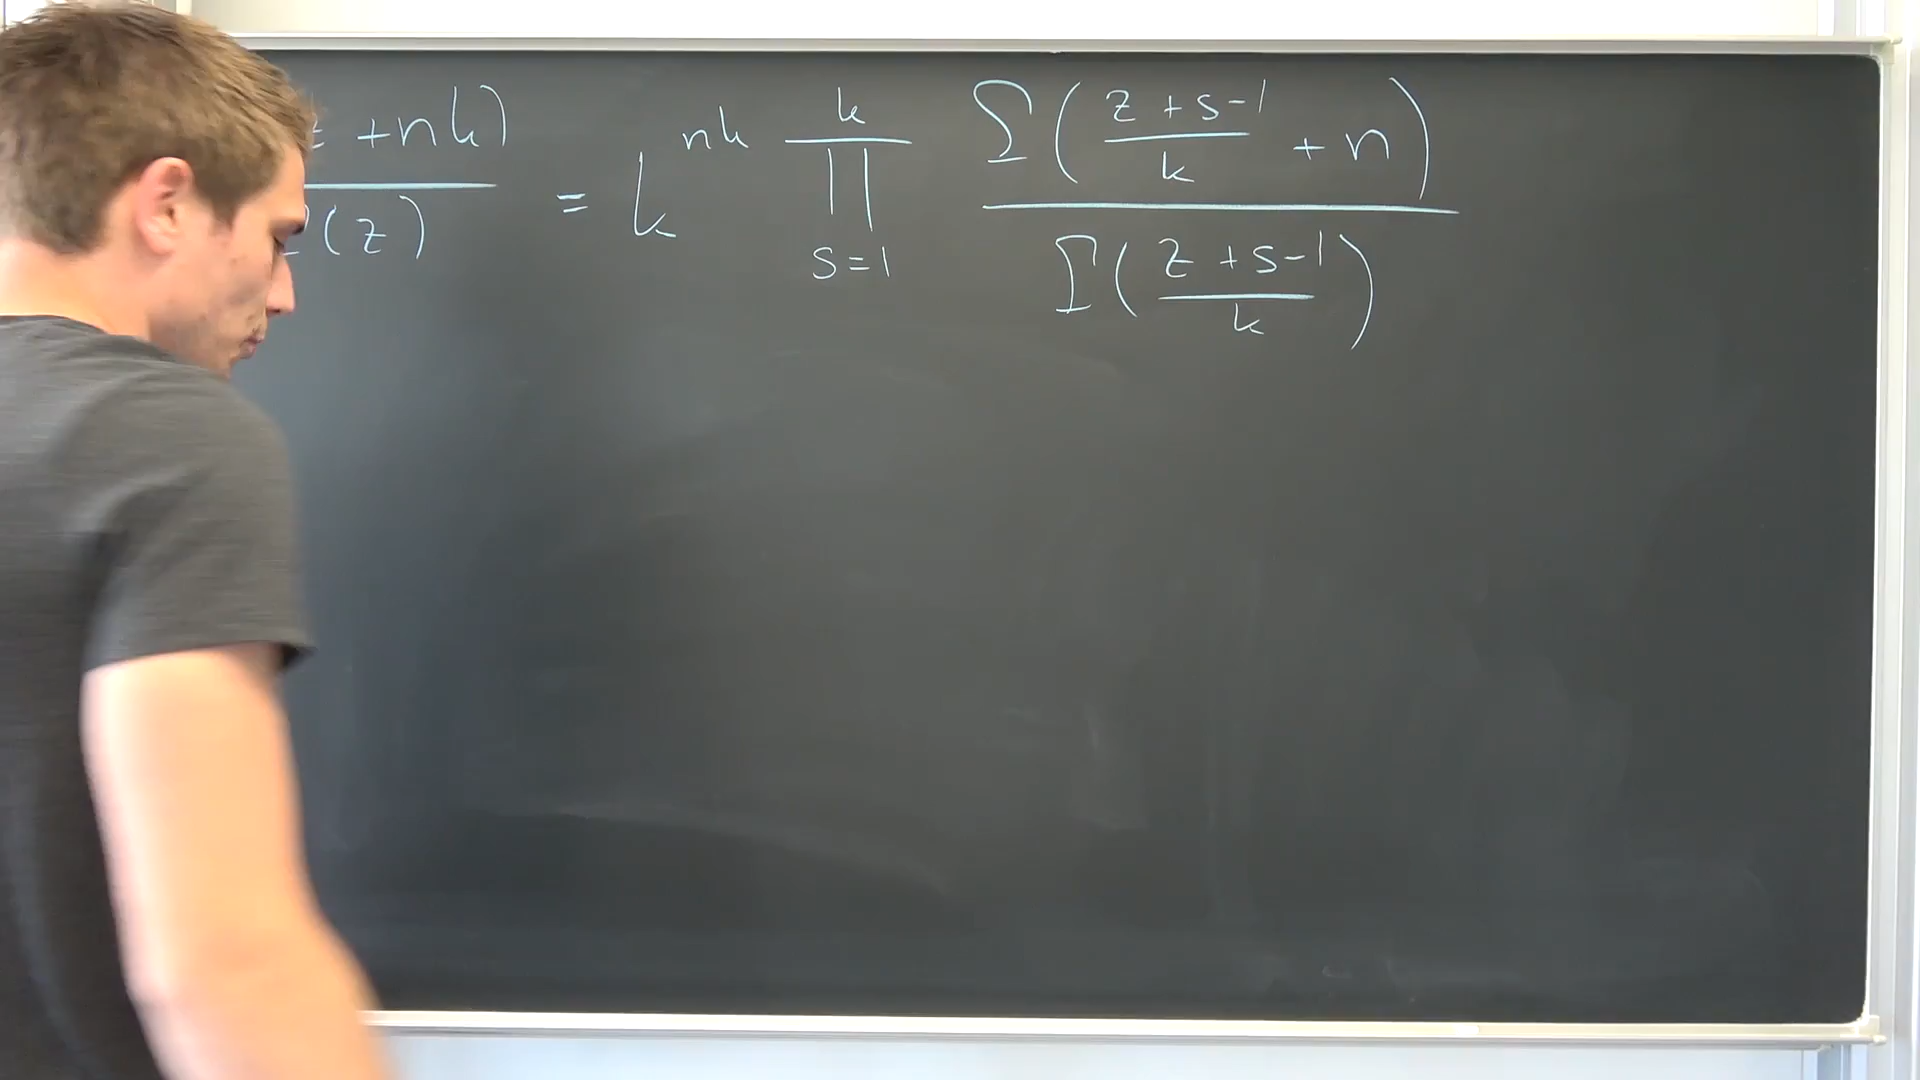 z + nk) / Γ(z) = k^{nk} ∏_{s=1}^{k} Γ((z + s - 1)/k + n) / Γ((z + s - 1)/k)